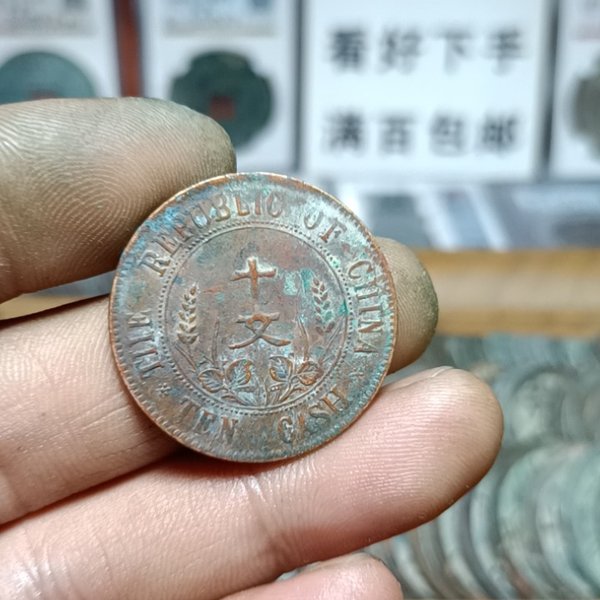 看好下手
满百包邮
THE REPUBLIC OF CHINA
十
文
TEN CASH